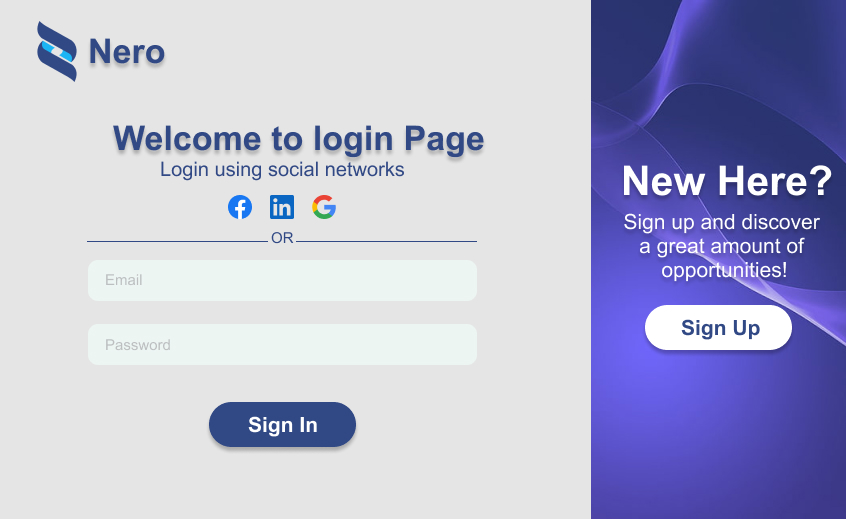 Nero
Welcome to login Page
Login using social networks
in
OR
Email
Password
Sign In
New Here?
Sign up and discover
a great amount of
opportunities!
Sign Up